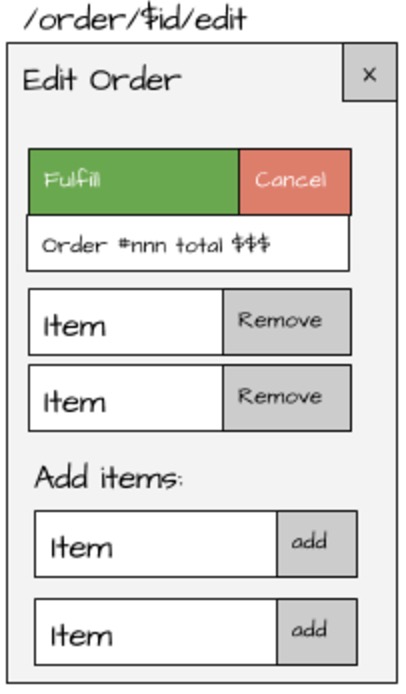 /order/$id/edit
Edit Order x
Fulfill Cancel
Order #nnn total $$$
Item Remove
Item Remove
Add items:
Item add
Item add